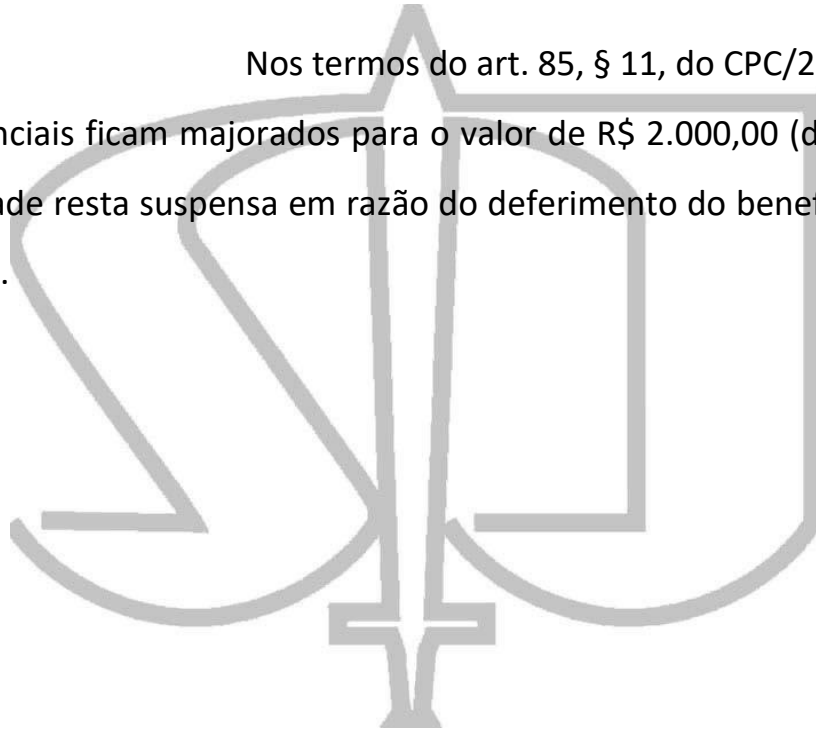 Nos termos do art. 85, § 11, do CPC/2
nciais ficam majorados para o valor de R$ 2.000,00 (d
ade resta suspensa em razão do deferimento do benef
.